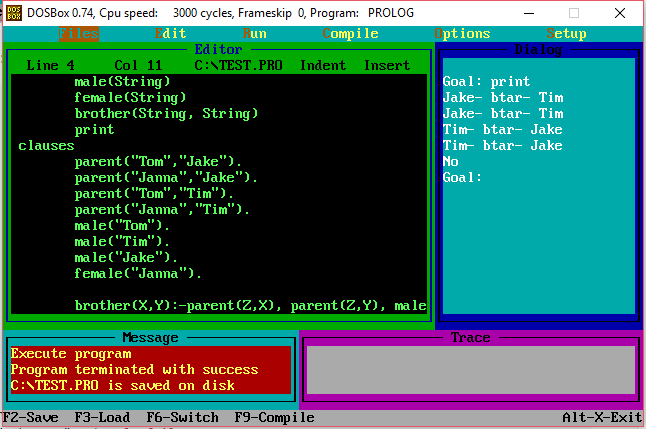 DOSBox 0.74, Cpu speed: 3000 cycles, Frameskip 0, Program: PROLOG
Files Edit Run Compile Options Setup
Editor
Line 4 Col 11 C:\TEST.PRO Indent Insert
male(String)
female(String)
brother(String, String)
print
clauses
parent("Tom","Jake").
parent("Janna","Jake").
parent("Tom","Tim").
parent("Janna","Tim").
male("Tom").
male("Tim").
male("Jake").
female("Janna").
brother(X,Y):-parent(Z,X), parent(Z,Y), male
Dialog
Goal: print
Jake- btar- Tim
Jake- btar- Tim
Tim- btar- Jake
Tim- btar- Jake
No
Goal:
Message
Execute program
Program terminated with success
C:\TEST.PRO is saved on disk
Trace
F2-Save F3-Load F6-Switch F9-Compile Alt-X-Exit